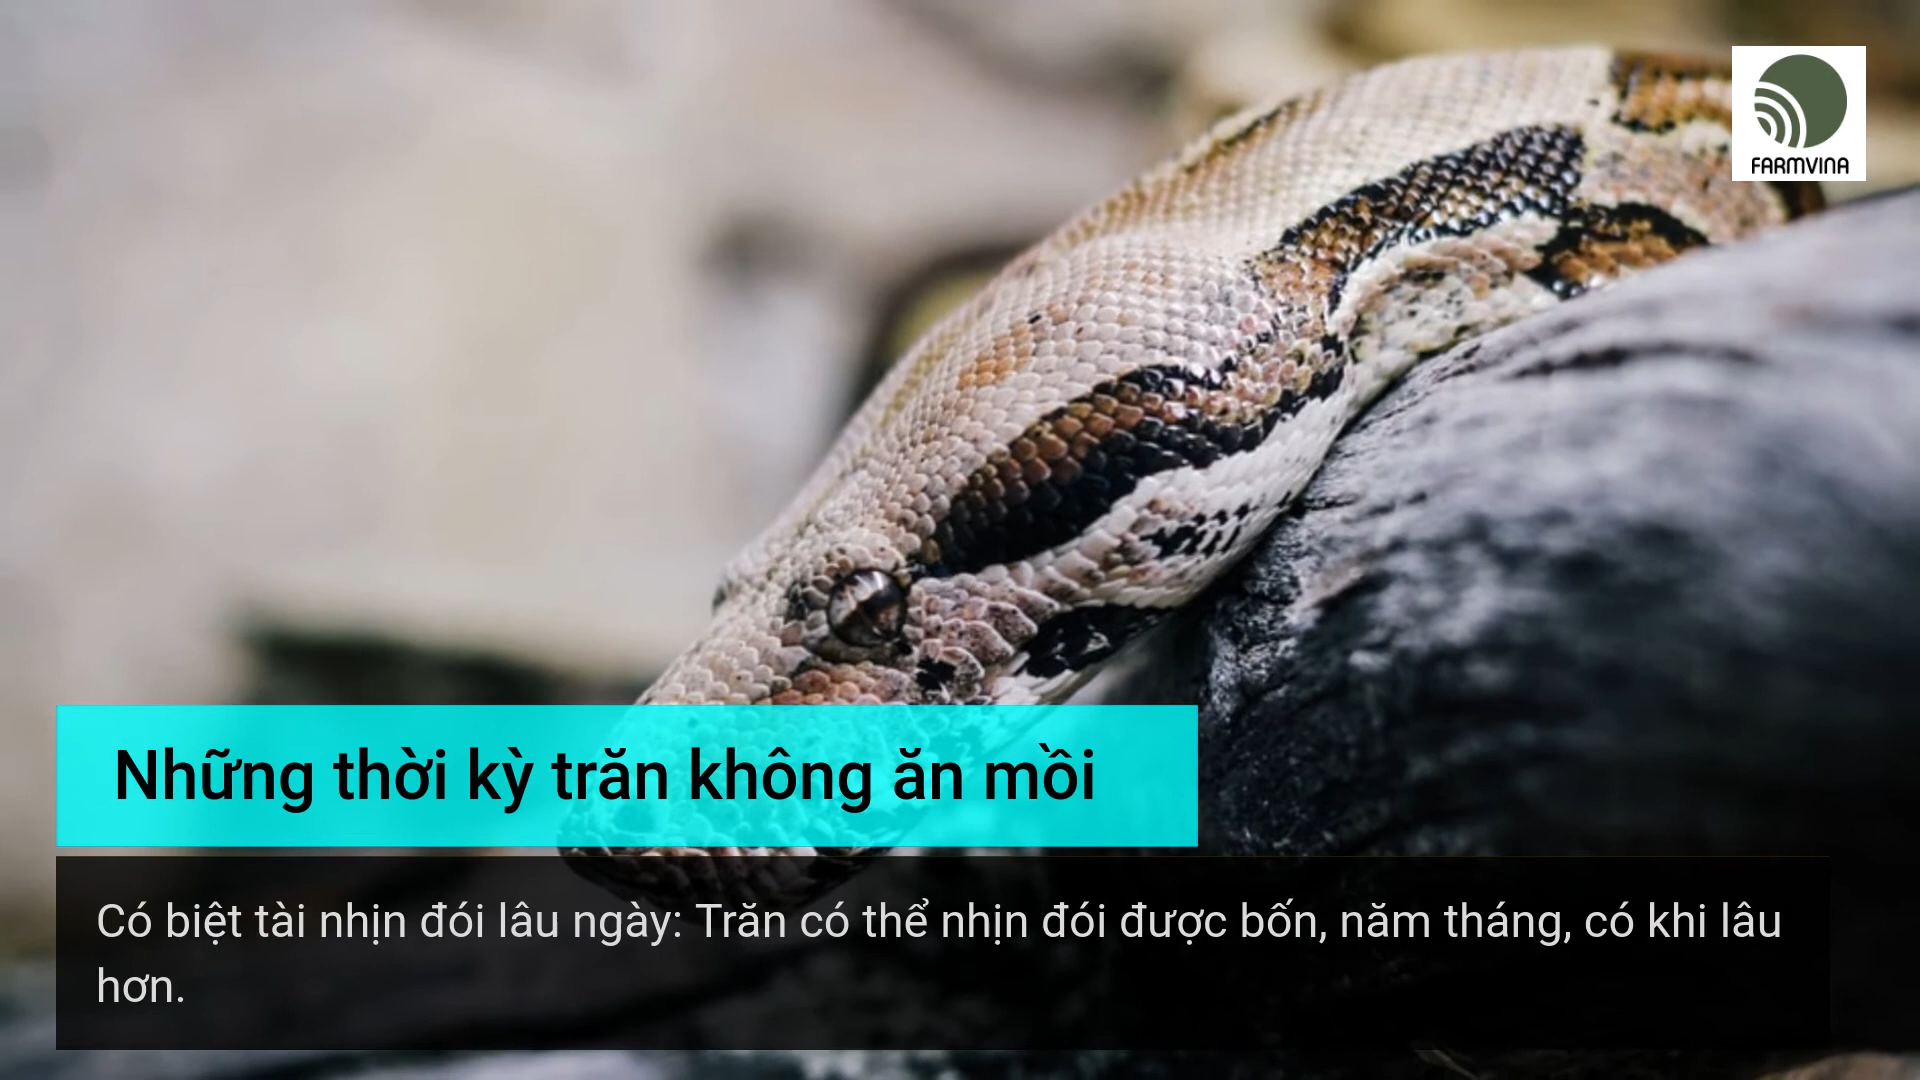 FARMVINA
Những thời kỳ trăn không ăn mồi
Có biệt tài nhịn đói lâu ngày: Trăn có thể nhịn đói được bốn, năm tháng, có khi lâu
hơn.